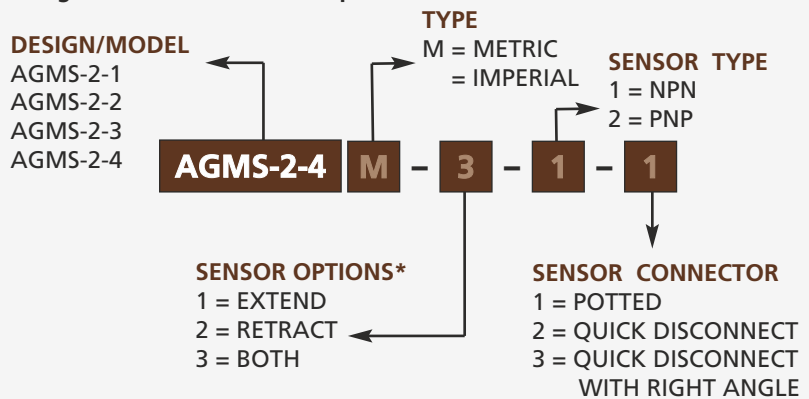 DESIGN/MODEL
AGMS-2-1
AGMS-2-2
AGMS-2-3
AGMS-2-4
TYPE
M = METRIC
= IMPERIAL
SENSOR TYPE
1 = NPN
2 = PNP
AGMS-2-4 M - 3 - 1 - 1
SENSOR OPTIONS*
1 = EXTEND
2 = RETRACT
3 = BOTH
SENSOR CONNECTOR
1 = POTTED
2 = QUICK DISCONNECT
3 = QUICK DISCONNECT
WITH RIGHT ANGLE